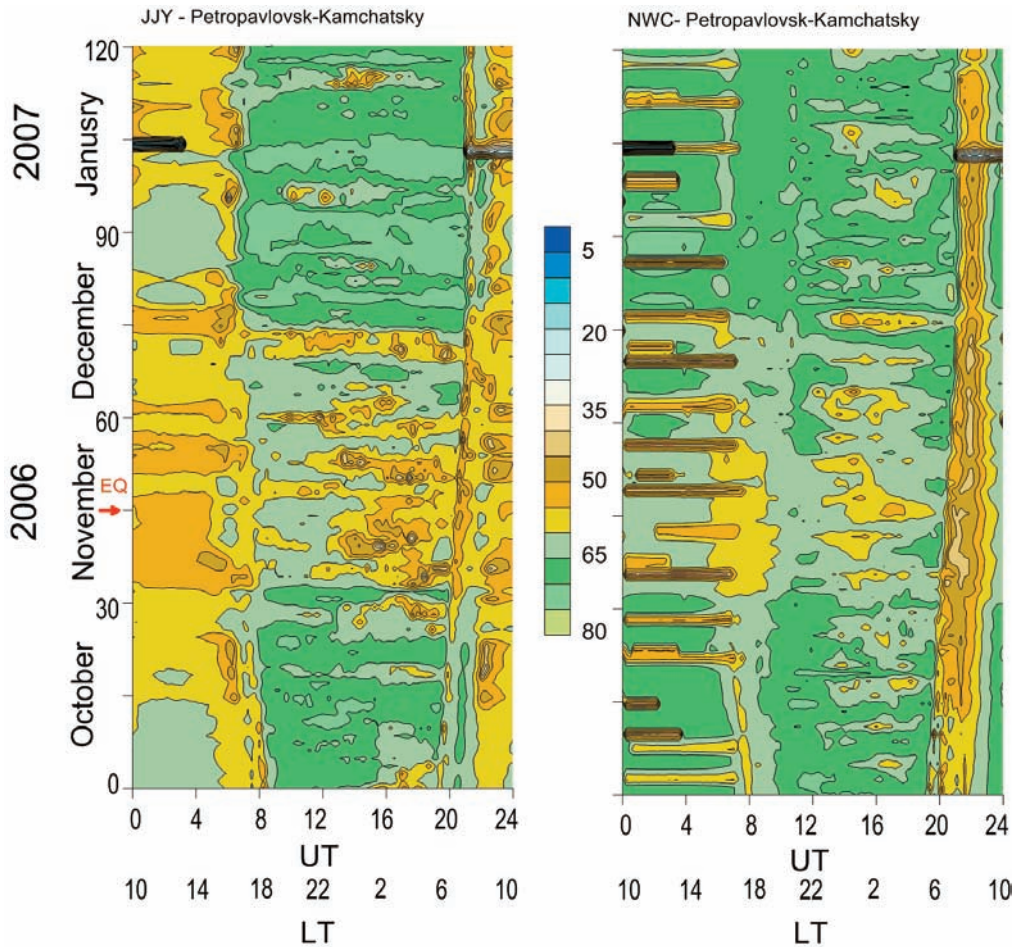 JJY - Petropavlovsk-Kamchatsky
NWC- Petropavlovsk-Kamchatsky
120
90
60
30
0
2007
2006
Janusry
December
November
October
EQ
5
20
35
50
65
80
0 4 8 12 16 20 24
UT
10 14 18 22 2 6 10
LT
0 4 8 12 16 20 24
UT
10 14 18 22 2 6 10
LT